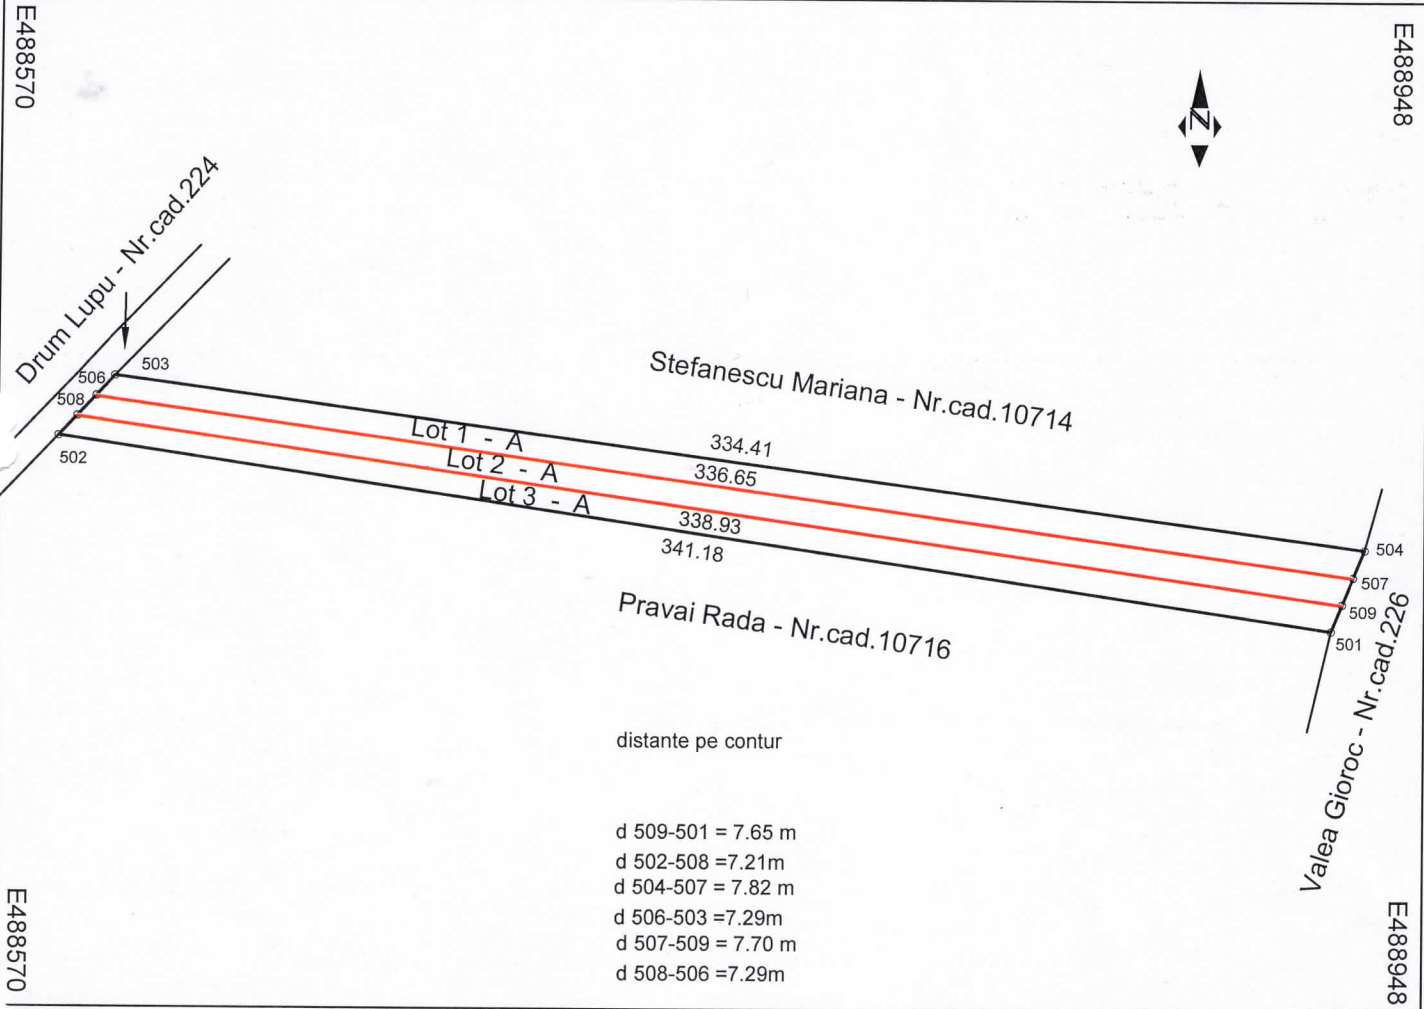 E488570
E488948
N
Drum Lupu - Nr.cad.224
503
506
508
502
Stefanescu Mariana - Nr.cad.10714
Lot 1 - A
334.41
Lot 2 - A
336.65
Lot 3 - A
338.93
341.18
504
507
509
501
Pravai Rada - Nr.cad.10716
Valea Gioroc - Nr.cad.226
distante pe contur
d 509-501 = 7.65 m
d 502-508 =7.21m
d 504-507 = 7.82 m
d 506-503 =7.29m
d 507-509 = 7.70 m
d 508-506 =7.29m
E488570
E488948